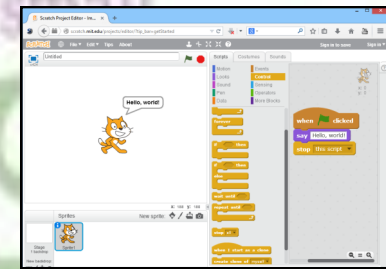 Scratch Project Editor - Im...
scratch.mit.edu/projects/editor/?tip_bar=getStarted
SCRATCH File Edit Tips About
Sign in to save Sign in
Untitled
Scripts Costumes Sounds
Motion Events
Looks Control
Sound Sensing
Pen Operators
Data More Blocks
Hello, world!
when clicked
say Hello, world!
stop this script
forever
if then
if then
else
wait until
repeat until
stop all
when I start as a clone
create clone of myself
Sprites New sprite:
Stage
1 backdrop
New backdrop
Sprite1